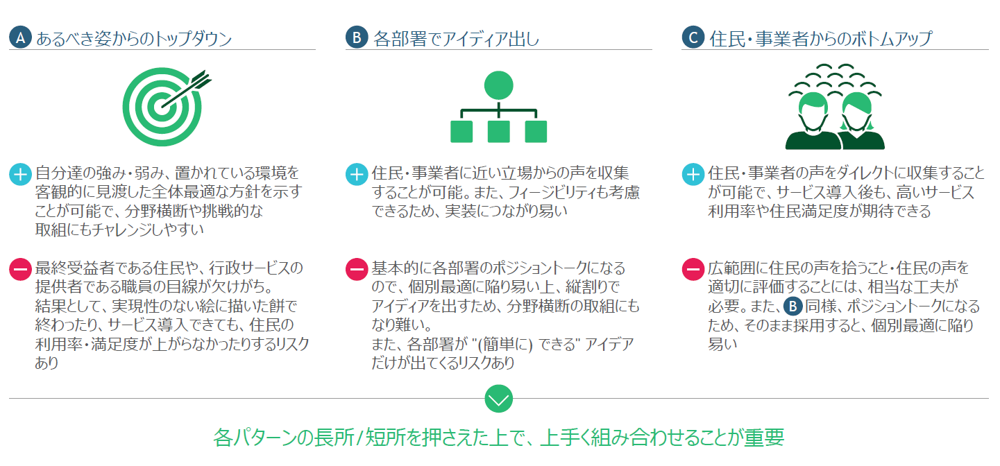 A あるべき姿からのトップダウン
自分達の強み・弱み、置かれている環境を
客観的に見渡した全体最適な方針を示す
ことが可能で、分野横断や挑戦的な
取組にもチャレンジしやすい
最終受益者である住民や、行政サービスの
提供者である職員の目線が欠けがち。
結果として、実現性のない絵に描いた餅で
終わったり、サービス導入できても、住民の
利用率・満足度が上がらなかったりするリスク
あり
B 各部署でアイディア出し
住民・事業者に近い立場からの声を収集
することが可能。また、フィージビリティも考慮
できるため、実装につながり易い
基本的に各部署のポジショントークになる
ので、個別最適に陥り易い上、縦割りで
アイディアを出すため、分野横断の取組にも
なり難い。
また、各部署が "(簡単に) できる" アイデア
だけが出てくるリスクあり
C 住民・事業者からのボトムアップ
住民・事業者の声をダイレクトに収集すること
が可能で、サービス導入後も、高いサービス
利用率や住民満足度が期待できる
広範囲に住民の声を拾うこと・住民の声を
適切に評価することには、相当な工夫が
必要。また、B 同様、ポジショントークになる
ため、そのまま採用すると、個別最適に陥り
易い
各パターンの長所/短所を押さえた上で、上手く組み合わせることが重要